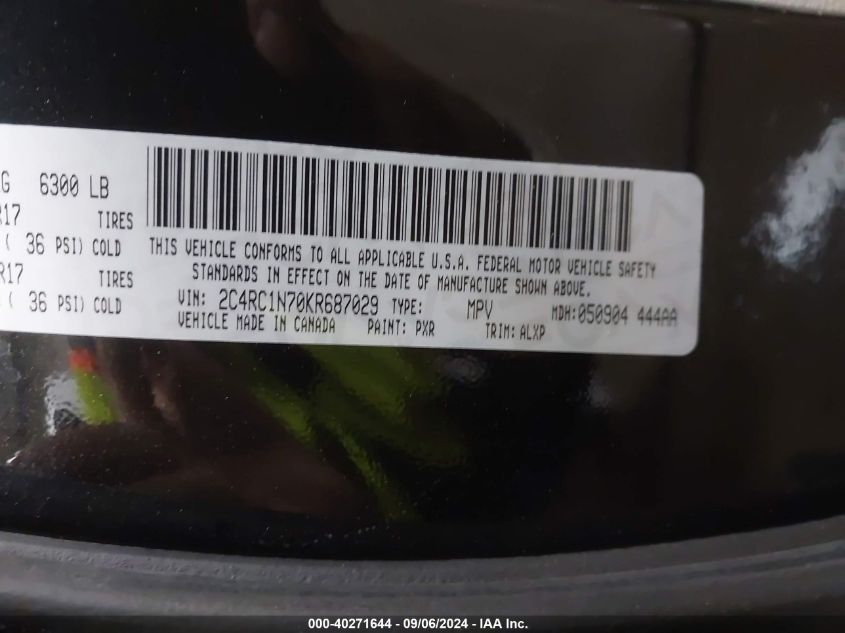 G 6300 LB
R17 TIRES
( 36 PSI) COLD
R17 TIRES
( 36 PSI) COLD
THIS VEHICLE CONFORMS TO ALL APPLICABLE U.S.A. FEDERAL MOTOR VEHICLE SAFETY
STANDARDS IN EFFECT ON THE DATE OF MANUFACTURE SHOWN ABOVE.
VIN: 2C4RC1N70KR687029 TYPE: MPV MDH:050904 444AA
VEHICLE MADE IN CANADA PAINT: PXR TRIM: ALXP
000-40271644 - 09/06/2024 - IAA Inc.